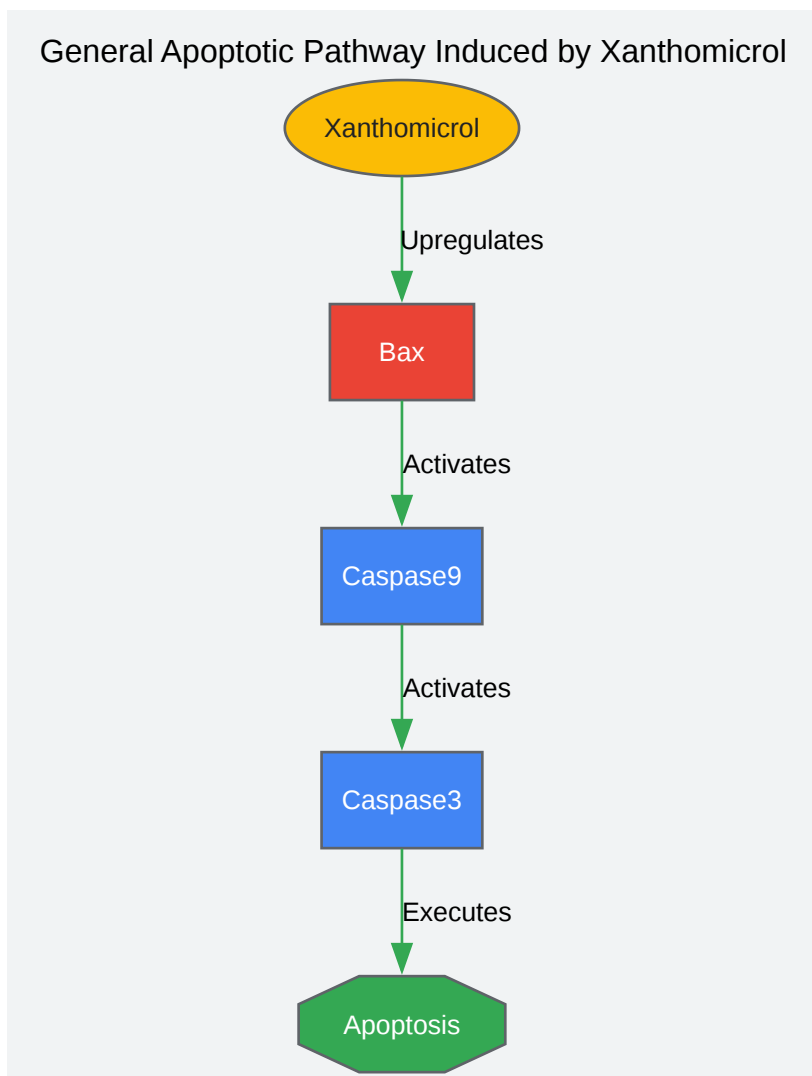 General Apoptotic Pathway Induced by Xanthomicrol
Xanthomicrol
Upregulates
Bax
Activates
Caspase9
Activates
Caspase3
Executes
Apoptosis